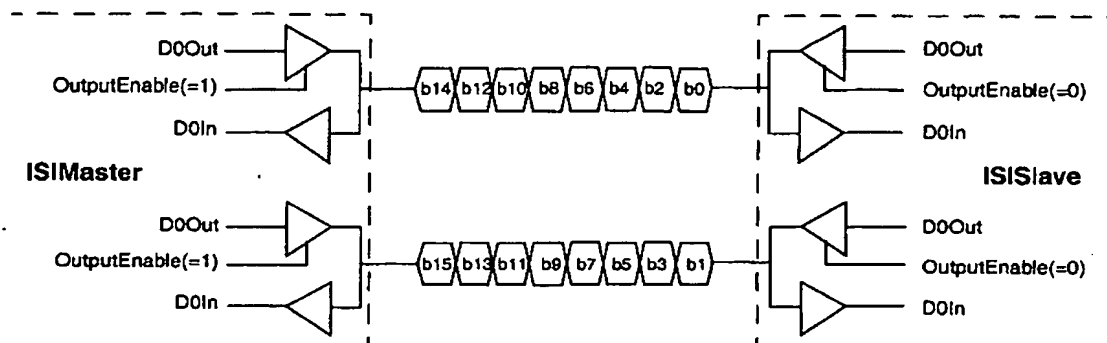 D0Out
D0Out
OutputEnable(=1)
b14 b12 b10 b8 b6 b4 b2 b0
OutputEnable(=0)
D0In
D0In
ISIMaster
ISISlave
D0Out
D0Out
OutputEnable(=1)
b15 b13 b11 b9 b7 b5 b3 b1
OutputEnable(=0)
D0In
D0In